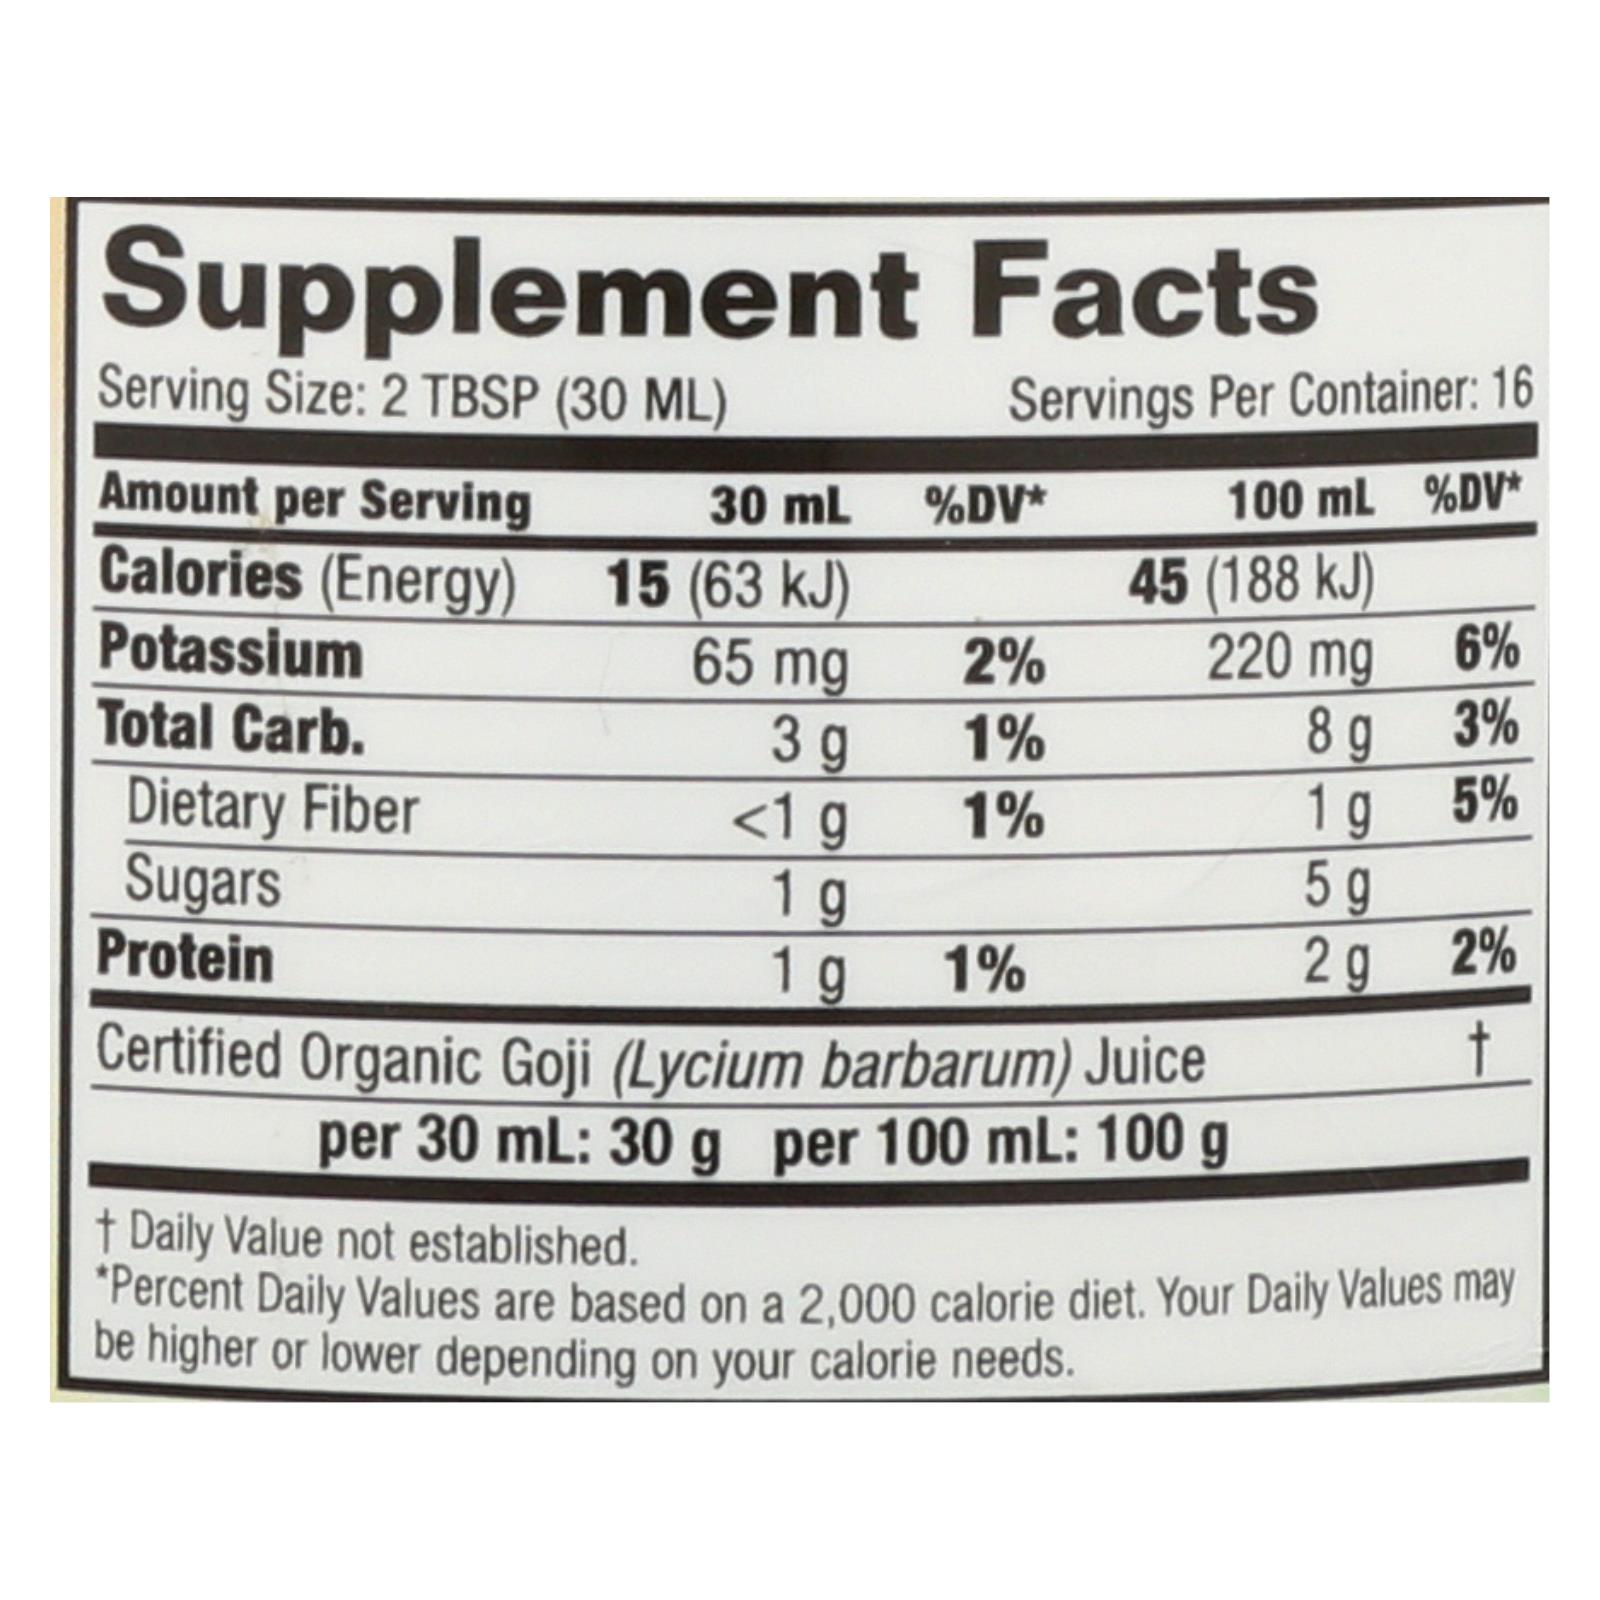 Supplement Facts
Serving Size: 2 TBSP (30 ML) Servings Per Container: 16
Amount per Serving 30 mL %DV* 100 mL %DV*
Calories (Energy) 15 (63 kJ) 45 (188 kJ)
Potassium 65 mg 2% 220 mg 6%
Total Carb. 3 g 1% 8 g 3%
Dietary Fiber <1 g 1% 1 g 5%
Sugars 1 g 5 g
Protein 1 g 1% 2 g 2%
Certified Organic Goji (Lycium barbarum) Juice †
per 30 mL: 30 g per 100 mL: 100 g
† Daily Value not established.
*Percent Daily Values are based on a 2,000 calorie diet. Your Daily Values may
be higher or lower depending on your calorie needs.